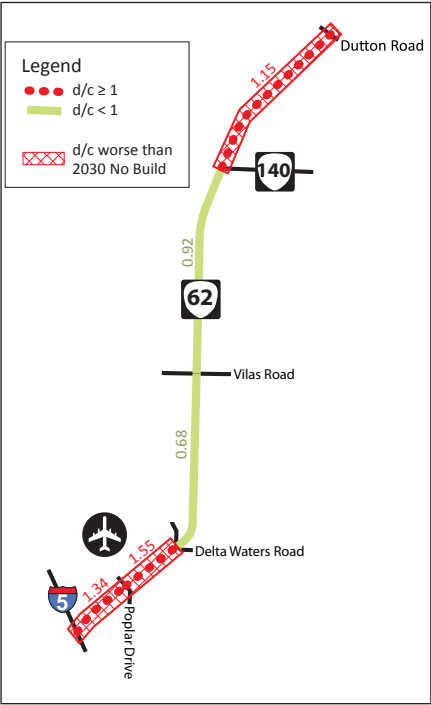 Dutton Road
Legend
d/c ≥ 1
d/c < 1
d/c worse than
2030 No Build
1.15
140
0.92
62
Vilas Road
0.68
1.55
Delta Waters Road
1.34
5
Poplar Drive